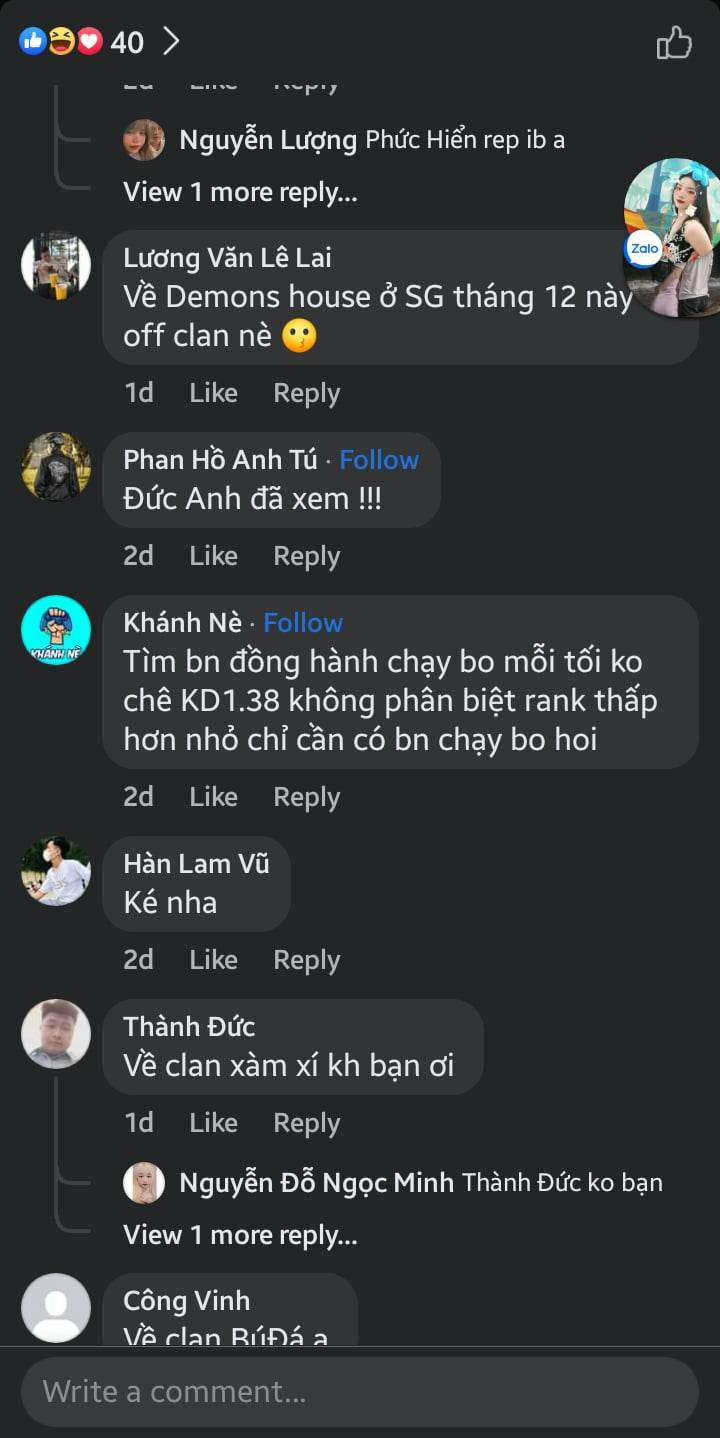 40
2d Like Reply
Nguyễn Lượng Phức Hiển rep ib a
View 1 more reply...
Zalo
Lương Văn Lê Lai
Về Demons house ở SG tháng 12 này
off clan nè 😗
1d Like Reply
Phan Hồ Anh Tú · Follow
Đức Anh đã xem !!!
2d Like Reply
Khánh Nè · Follow
KHÁNH NÈ
Tìm bn đồng hành chạy bo mỗi tối ko
chê KD1.38 không phân biệt rank thấp
hơn nhỏ chỉ cần có bn chạy bo hoi
2d Like Reply
Hàn Lam Vũ
Ké nha
2d Like Reply
Thành Đức
Về clan xàm xí kh bạn ơi
1d Like Reply
Nguyễn Đỗ Ngọc Minh Thành Đức ko bạn
View 1 more reply...
Công Vinh
Về clan BúĐá a
Write a comment...